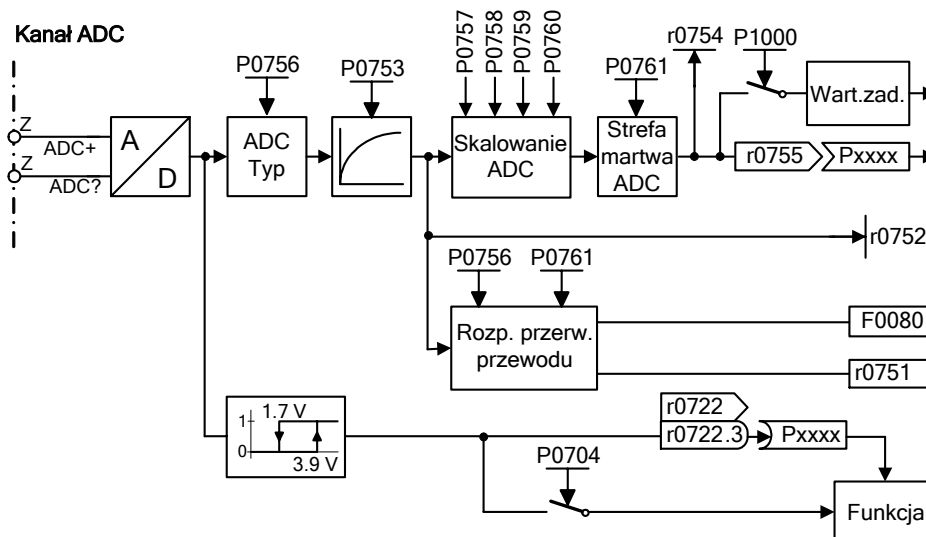 Kanał ADC
Z
ADC+
Z
ADC?
A
D
P0756
ADC
Typ
P0753
P0757
P0758
P0759
P0760
Skalowanie
ADC
P0761
Strefa
martwa
ADC
r0754
P1000
Wart.zad.
r0755
Pxxxx
r0752
P0756
P0761
Rozp. przerw.
przewodu
F0080
r0751
1.7 V
1
0
3.9 V
r0722
r0722.3
Pxxxx
P0704
Funkcja